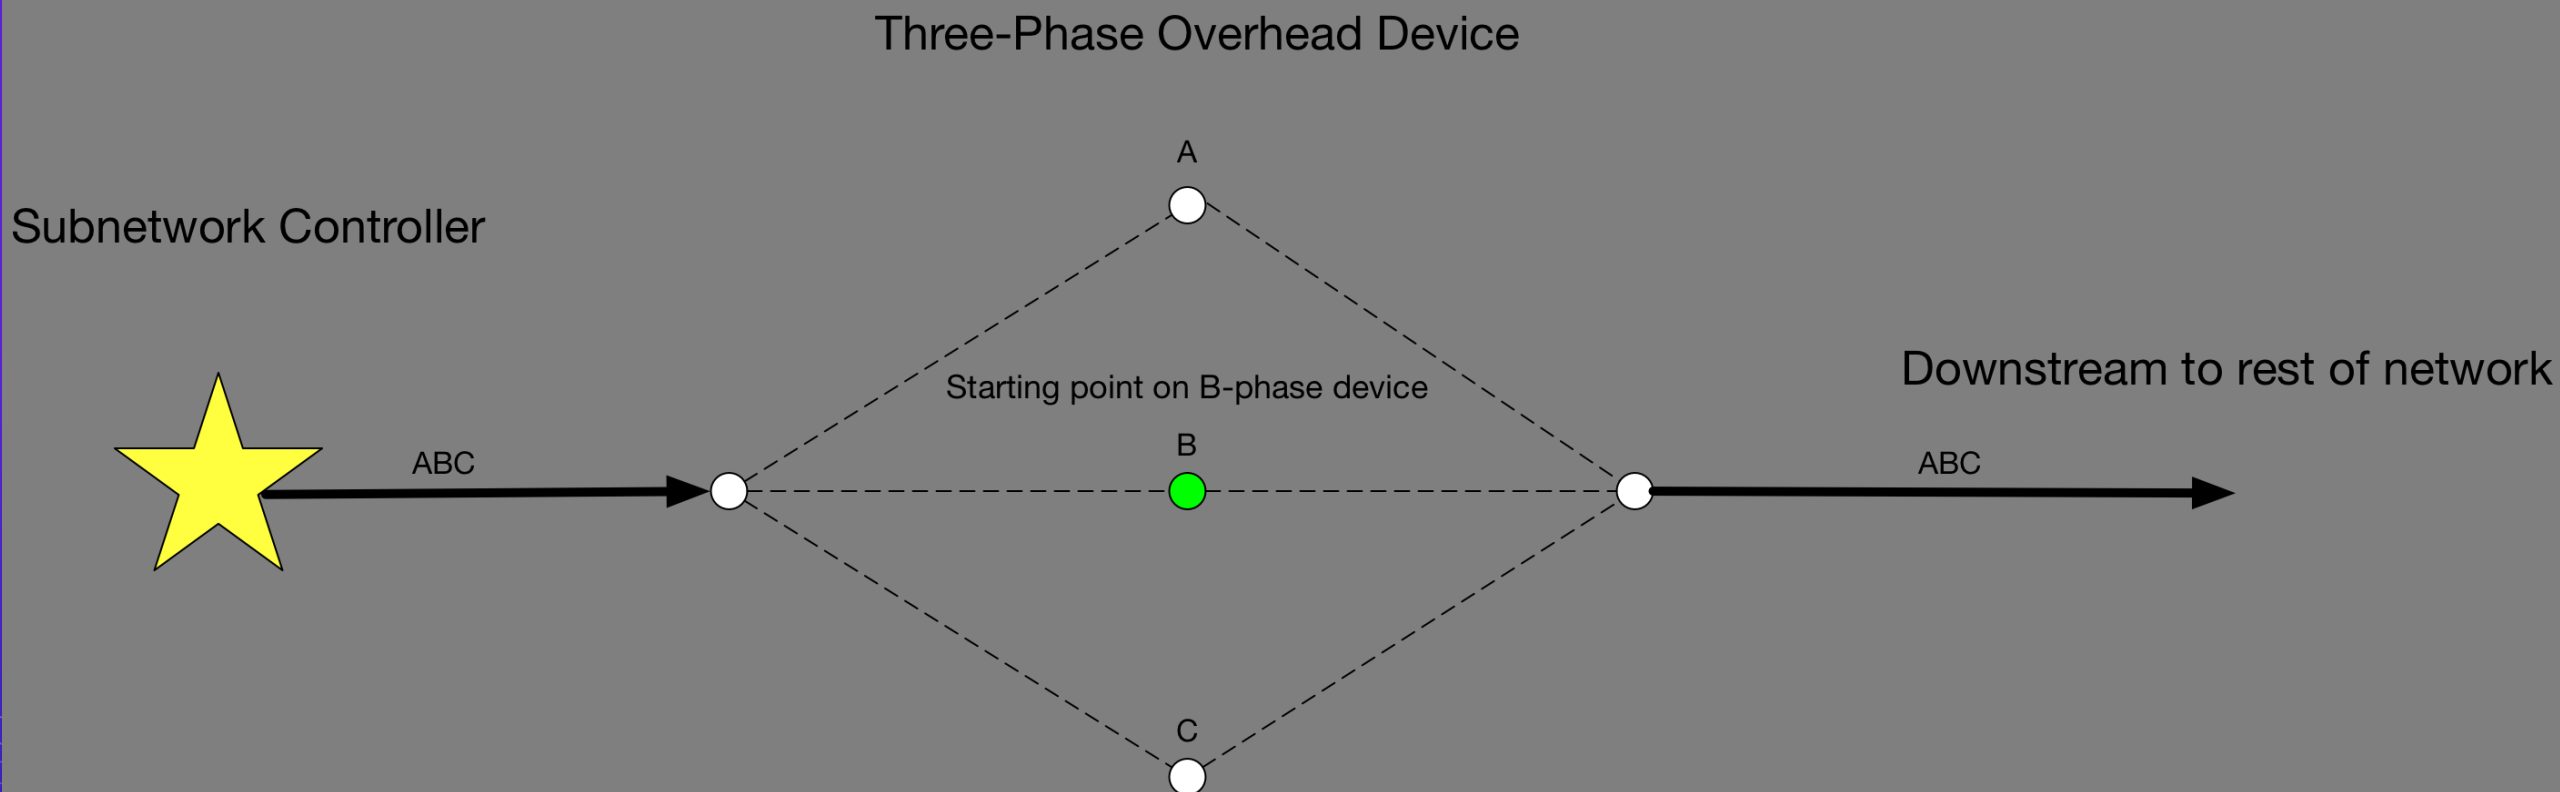 Three-Phase Overhead Device
A
Subnetwork Controller
Downstream to rest of network
Starting point on B-phase device
B
ABC
ABC
C